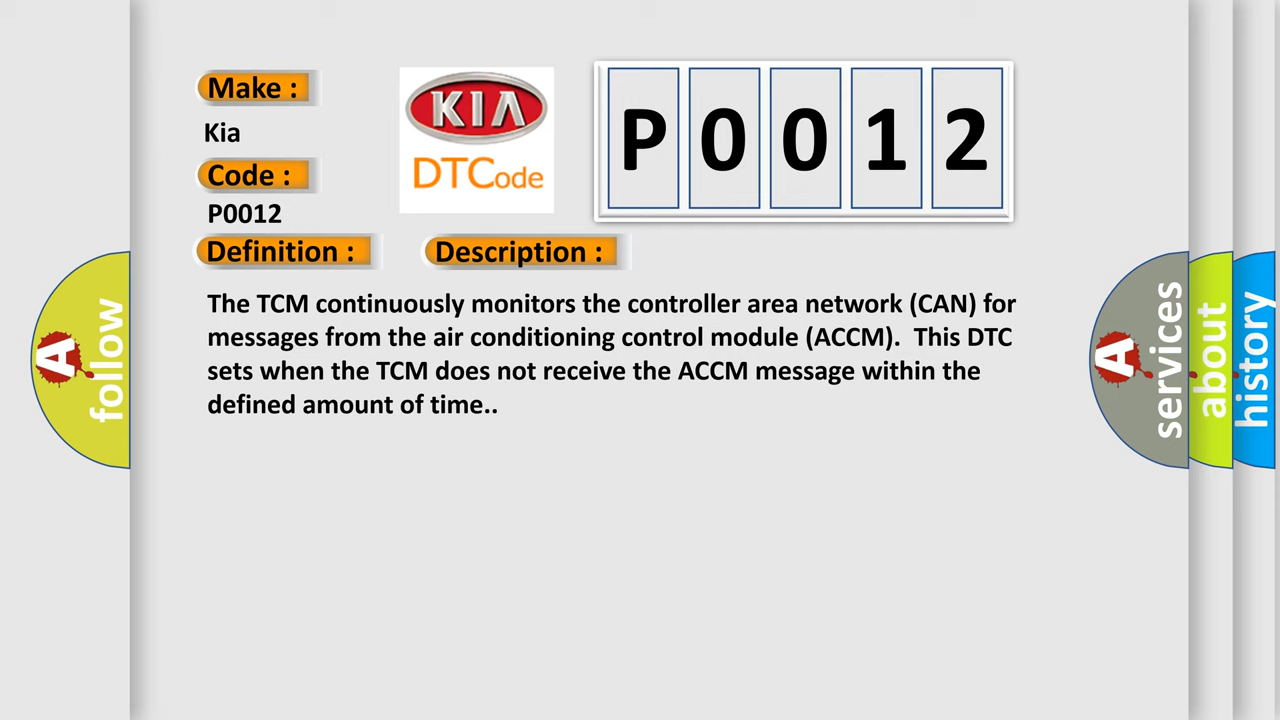 Make :
Kia
Code :
P0012
KIA
DTCode
P0012
Definition :
Description :
The TCM continuously monitors the controller area network (CAN) for
messages from the air conditioning control module (ACCM).  This DTC
sets when the TCM does not receive the ACCM message within the
defined amount of time..
A
follow
A
services
about
history